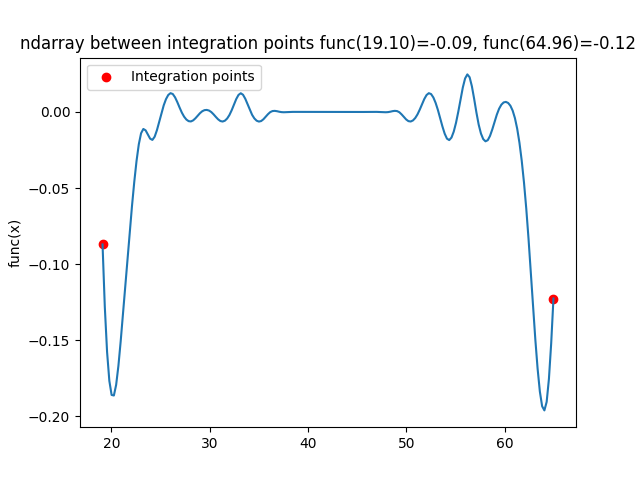 ndarray between integration points func(19.10)=-0.09, func(64.96)=-0.12
Integration points
func(x)
0.00
−0.05
−0.10
−0.15
−0.20
20 30 40 50 60